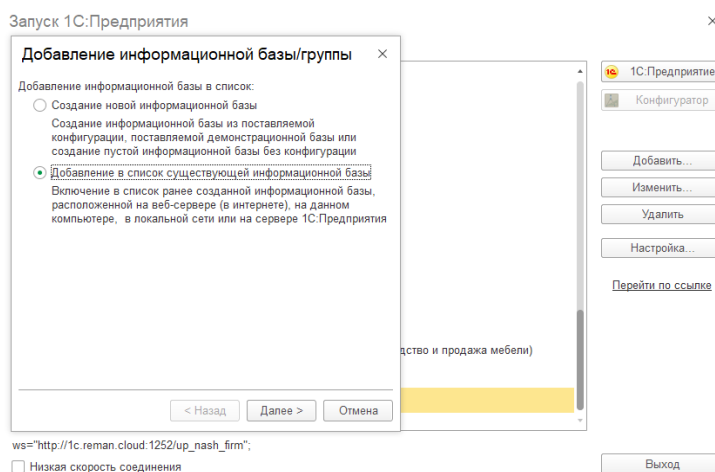 Запуск 1С:Предприятия
Добавление информационной базы/группы
Добавление информационной базы в список:
Создание новой информационной базы
Создание информационной базы из поставляемой
конфигурации, поставляемой демонстрационной базы или
создание пустой информационной базы без конфигурации
Добавление в список существующей информационной базы
Включение в список ранее созданной информационной базы,
расположенной на веб-сервере (в интернете), на данном
компьютере, в локальной сети или на сервере 1С:Предприятия
< Назад
Далее >
Отмена
дство и продажа мебели)
1С:Предприятие
Конфигуратор
Добавить...
Изменить...
Удалить
Настройка...
Перейти по ссылке
ws="http://1c.reman.cloud:1252/up_nash_firm";
Низкая скорость соединения
Выход